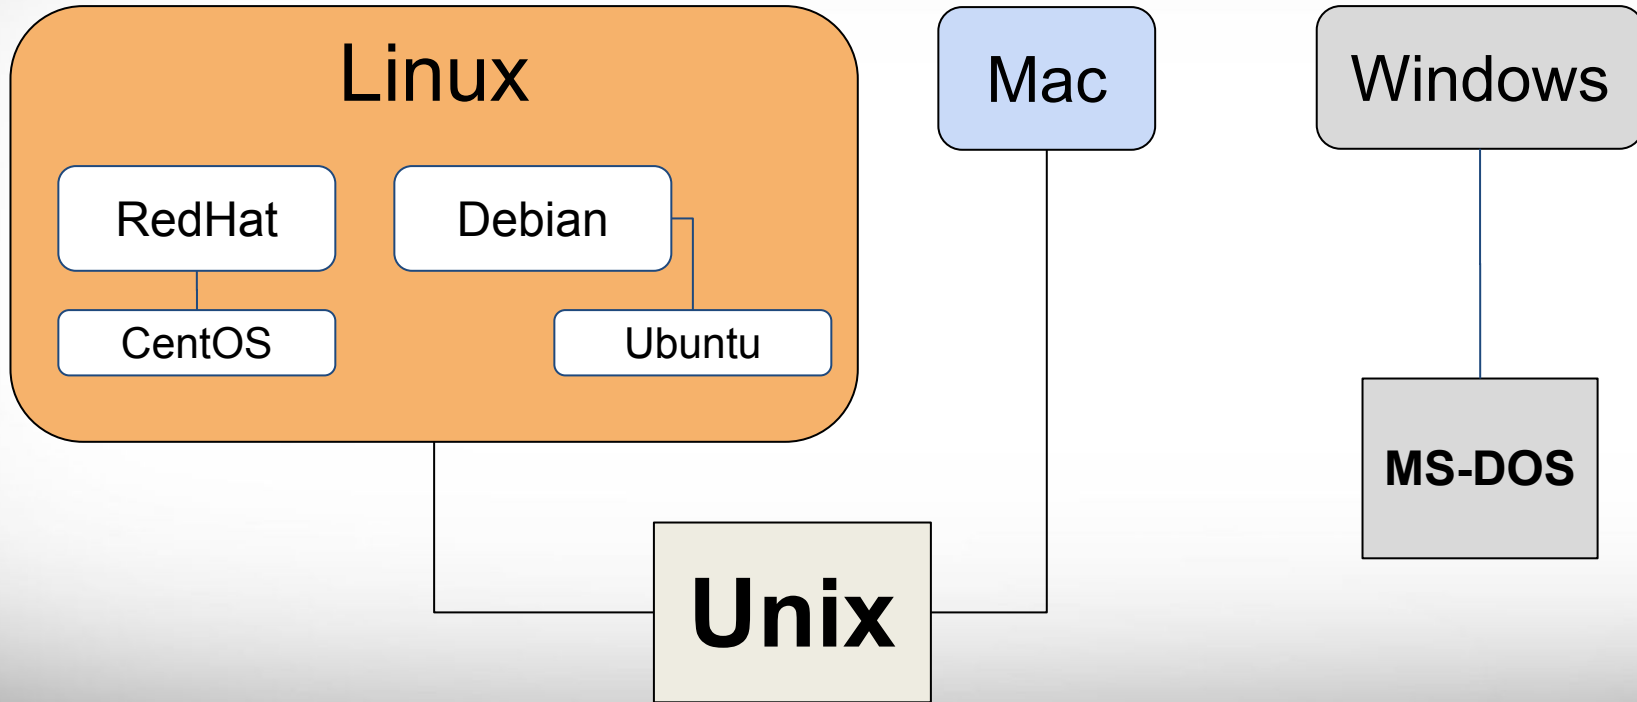 Linux
Mac
Windows
RedHat
Debian
CentOS
Ubuntu
MS-DOS
Unix